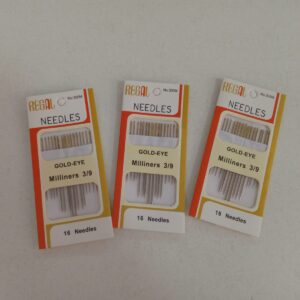 REGAL
NEEDLES
GOLD-EYE
Milliners 3/9
16 Needles
REGAL
NEEDLES
GOLD-EYE
Milliners 3/9
16 Needles
REGAL
NEEDLES
GOLD-EYE
Milliners 3/9
16 Needles